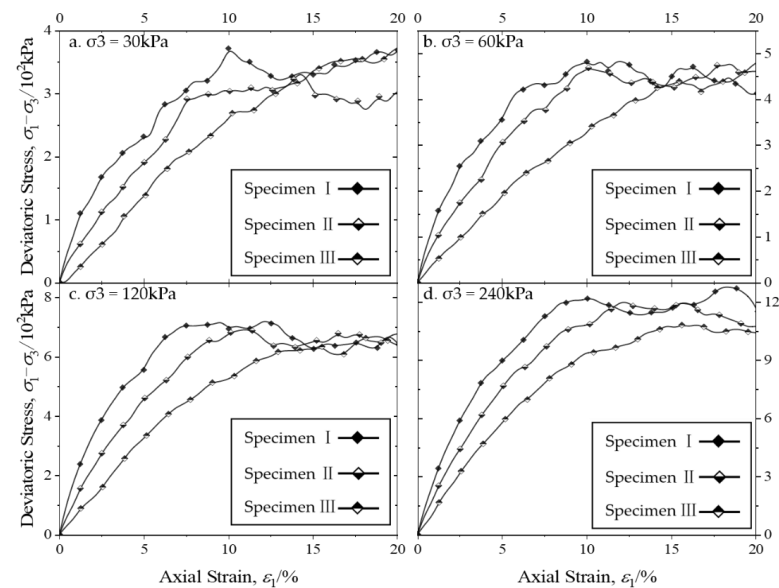 a. σ3 = 30kPa
Deviatoric Stress, σ₁−σ₃/10²kPa
4
3
2
1
0
0 5 10 15 20
Specimen Ⅰ
Specimen Ⅱ
Specimen Ⅲ
b. σ3 = 60kPa
5
4
3
2
1
0
0 5 10 15 20
Specimen Ⅰ
Specimen Ⅱ
Specimen Ⅲ
c. σ3 = 120kPa
Deviatoric Stress, σ₁−σ₃/10²kPa
8
6
4
2
0
Specimen Ⅰ
Specimen Ⅱ
Specimen Ⅲ
0 5 10 15 20
Axial Strain, ε₁/%
d. σ3 = 240kPa
12
9
6
3
0
Specimen Ⅰ
Specimen Ⅱ
Specimen Ⅲ
0 5 10 15 20
Axial Strain, ε₁/%